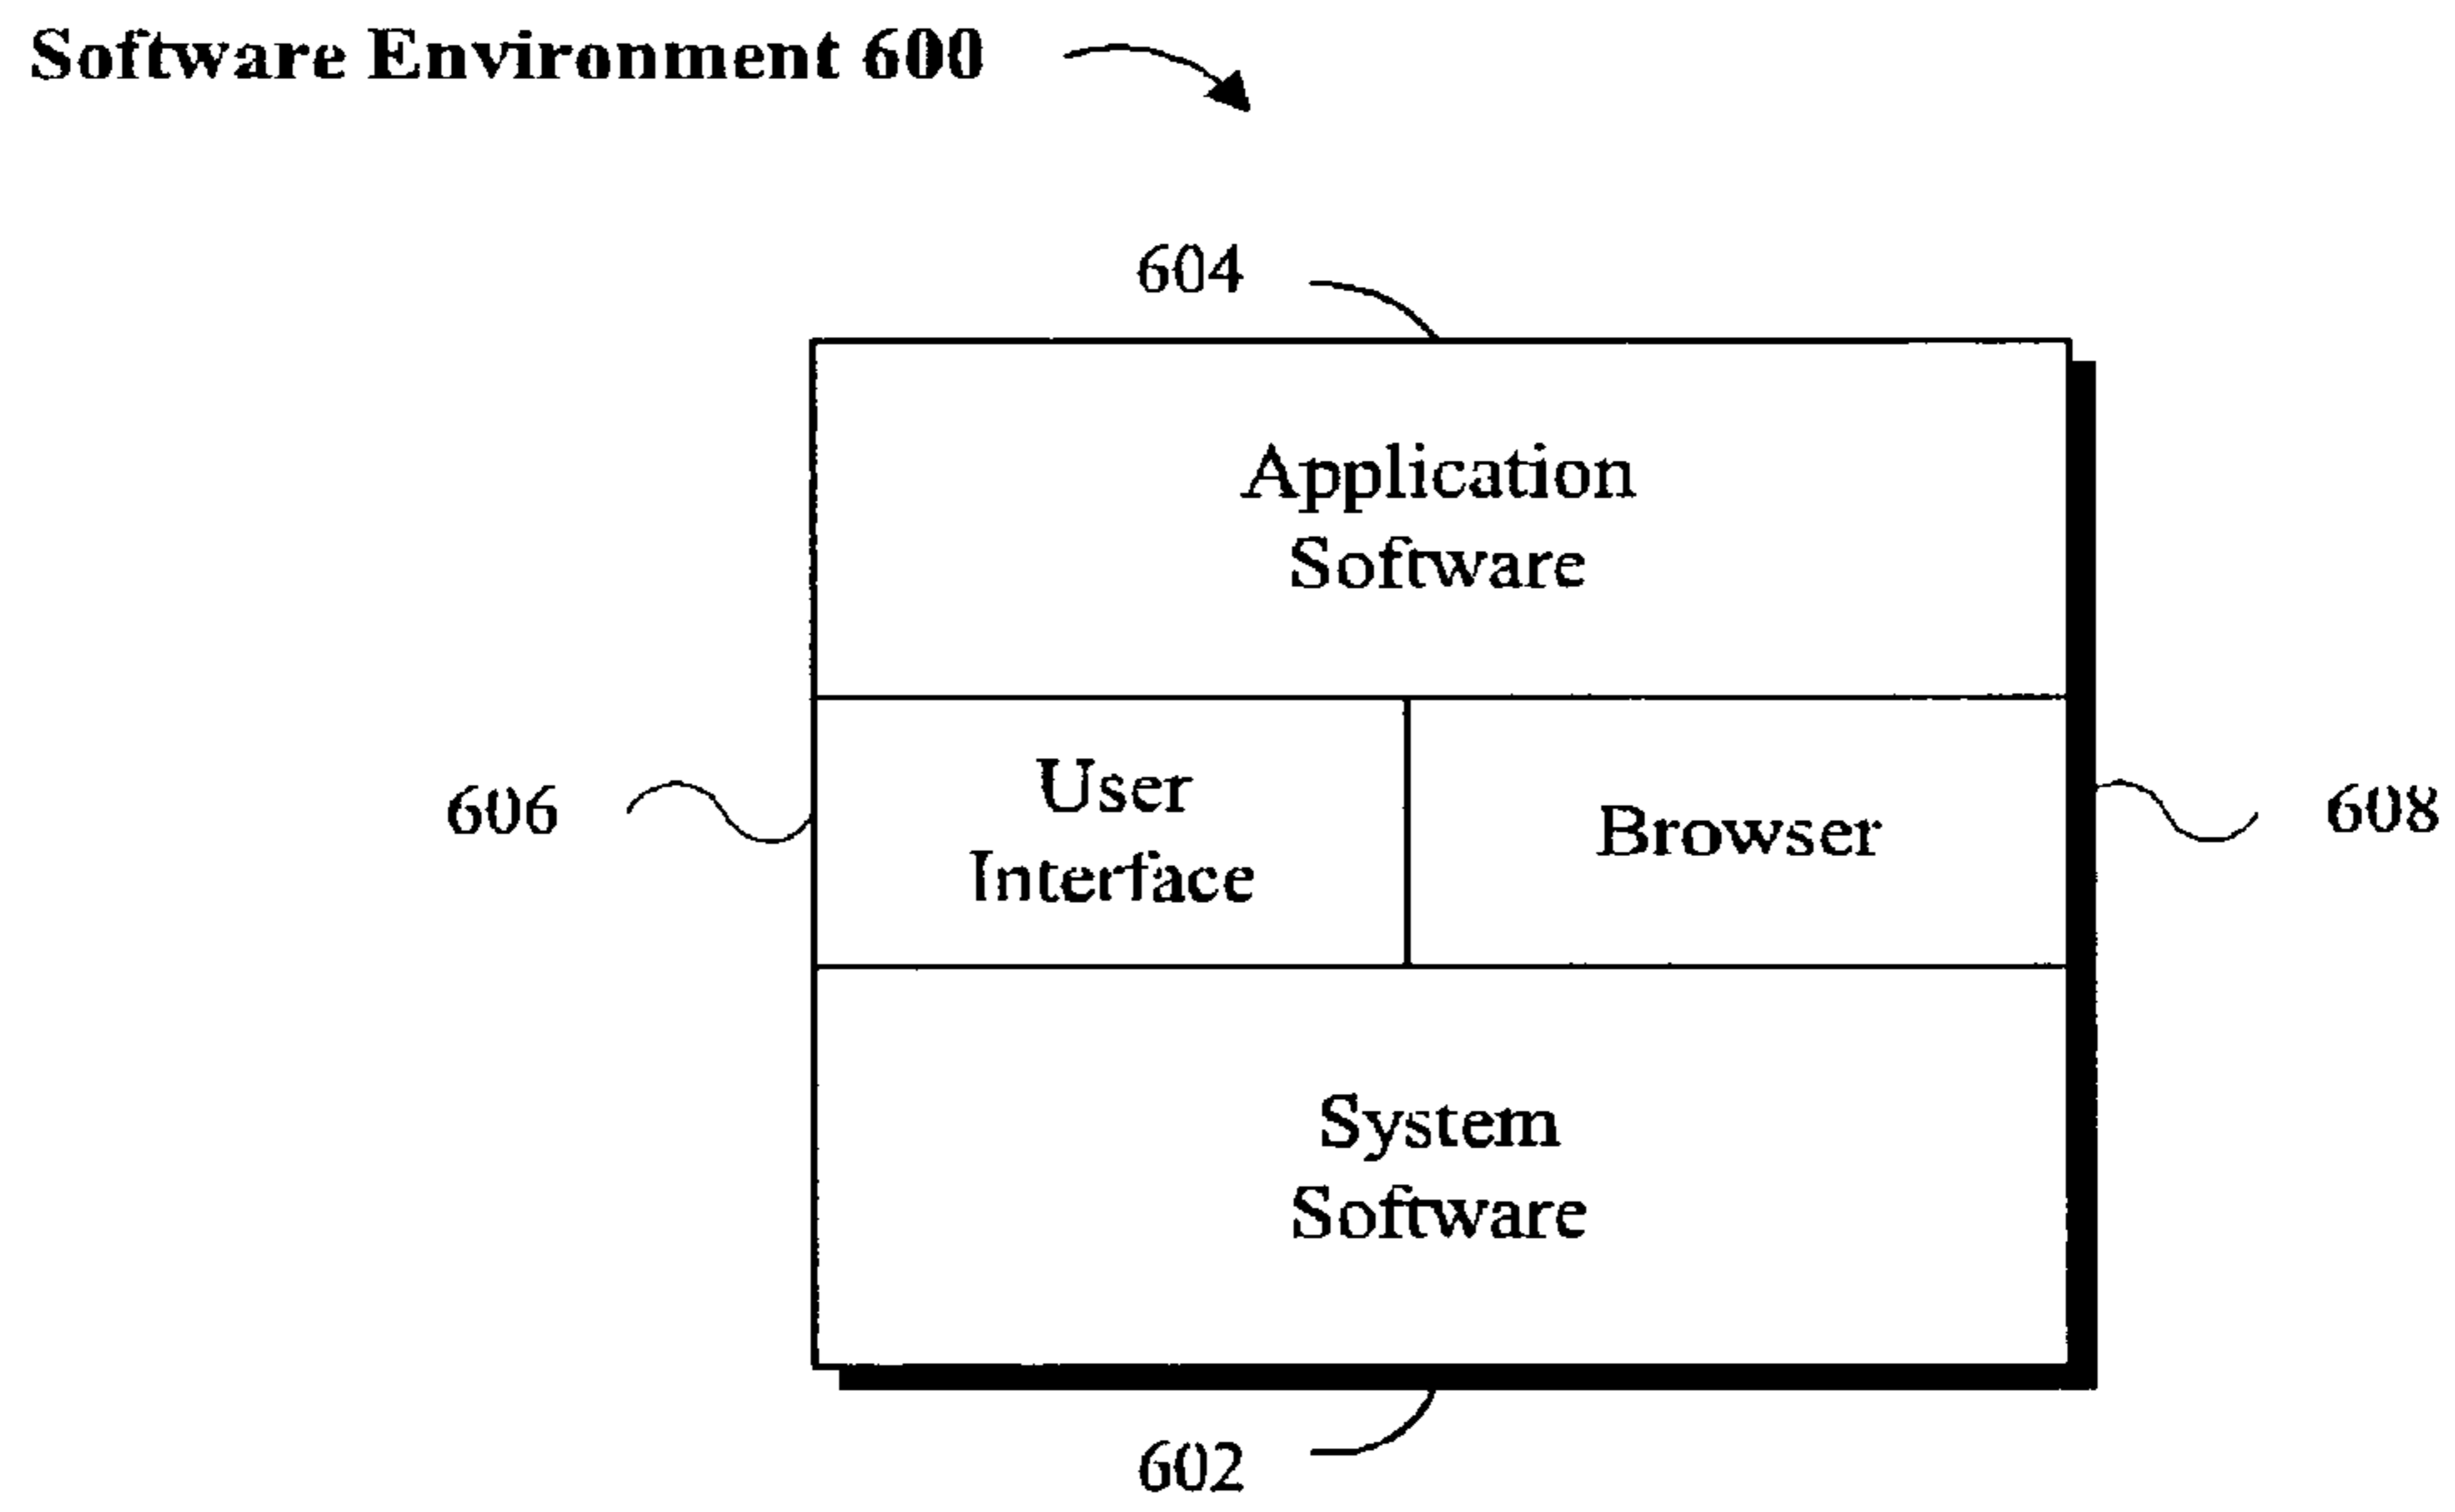 Software Environment 600
604
Application
Software
606
User
Interface
Browser
608
System
Software
602